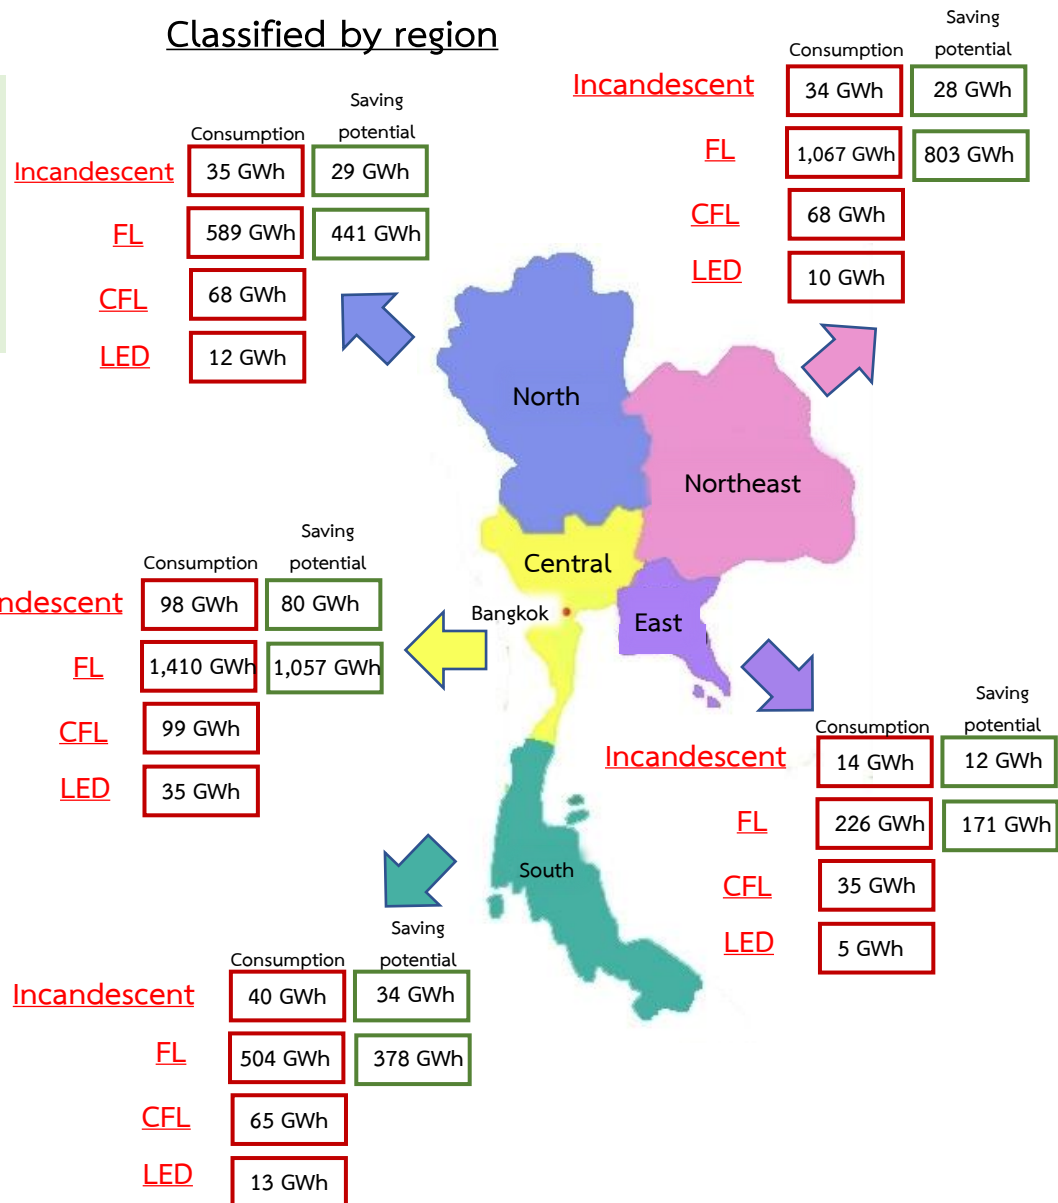 Classified by region
Saving
Consumption potential
Incandescent 34 GWh 28 GWh
FL 1,067 GWh 803 GWh
CFL 68 GWh
LED 10 GWh
Saving
Consumption potential
Incandescent 35 GWh 29 GWh
FL 589 GWh 441 GWh
CFL 68 GWh
LED 12 GWh
North
Northeast
Central
Bangkok
East
South
Saving
Consumption potential
ndescent 98 GWh 80 GWh
FL 1,410 GWh 1,057 GWh
CFL 99 GWh
LED 35 GWh
Saving
Consumption potential
Incandescent 14 GWh 12 GWh
FL 226 GWh 171 GWh
CFL 35 GWh
LED 5 GWh
Saving
Consumption potential
Incandescent 40 GWh 34 GWh
FL 504 GWh 378 GWh
CFL 65 GWh
LED 13 GWh